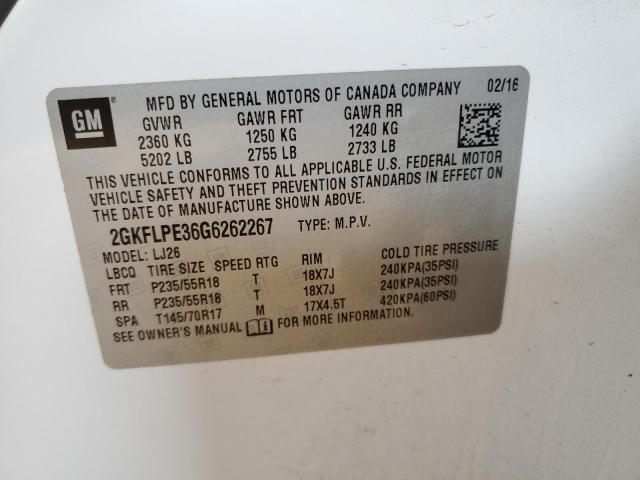 GM ® MFD BY GENERAL MOTORS OF CANADA COMPANY 02/16
GVWR GAWR FRT GAWR RR
2360 KG 1250 KG 1240 KG
5202 LB 2755 LB 2733 LB
THIS VEHICLE CONFORMS TO ALL APPLICABLE U.S. FEDERAL MOTOR
VEHICLE SAFETY AND THEFT PREVENTION STANDARDS IN EFFECT ON
THE DATE OF MANUFACTURE SHOWN ABOVE.
2GKFLPE36G6262267 TYPE: M.P.V.
MODEL: LJ26
LBCQ TIRE SIZE SPEED RTG RIM COLD TIRE PRESSURE
FRT P235/55R18 T 18X7J 240KPA(35PSI)
RR P235/55R18 T 18X7J 240KPA(35PSI)
SPA T145/70R17 M 17X4.5T 420KPA(60PSI)
SEE OWNER'S MANUAL FOR MORE INFORMATION.